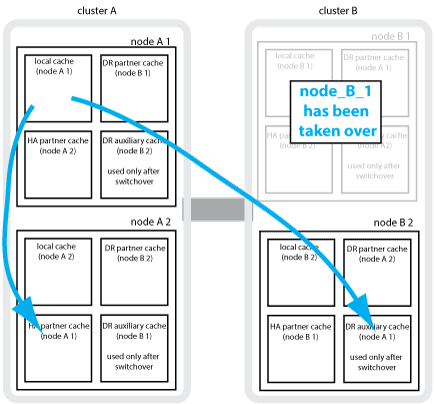 cluster A
cluster B
node A 1
local cache
(node A 1)
DR partner cache
(node B 1)
HA partner cache
(node A 2)
DR auxiliary cache
(node B 2)
used only after
switchover
node B 1
local cache
(node B 1)
DR partner cache
(node A 1)
node_B_1
has been
taken over
HA partner cache
(node B 2)
used only after
switchover
node A 2
local cache
(node A 2)
DR partner cache
(node B 2)
HA partner cache
(node A 1)
DR auxiliary cache
(node B 1)
used only after
switchover
node B 2
local cache
(node B 2)
DR partner cache
(node A 2)
HA partner cache
(node B 1)
DR auxiliary cache
(node A 1)
used only after
switchover